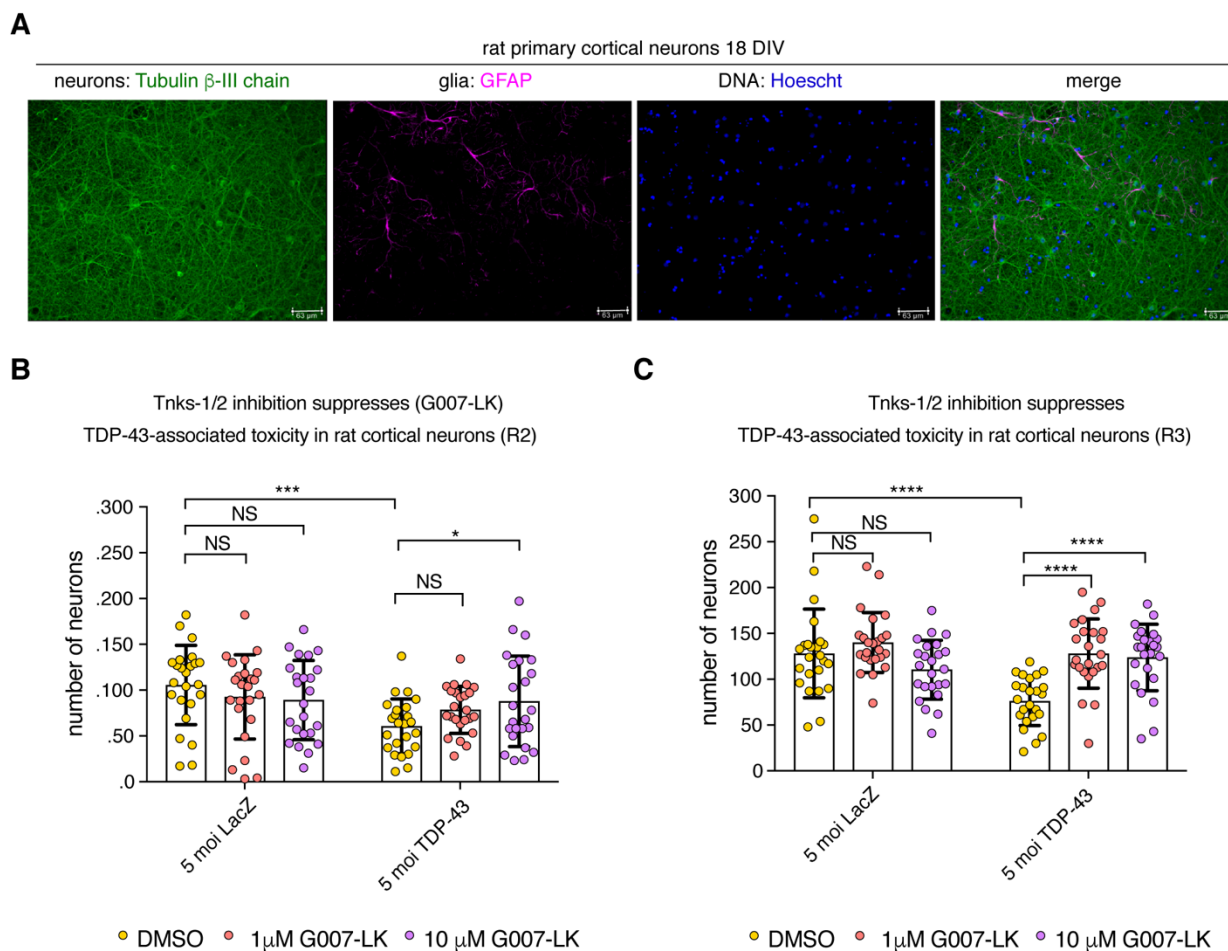 A
rat primary cortical neurons 18 DIV
neurons: Tubulin β-III chain
glia: GFAP
DNA: Hoescht
merge
63 µm
63 µm
63 µm
63 µm
B
Tnks-1/2 inhibition suppresses (G007-LK)
TDP-43-associated toxicity in rat cortical neurons (R2)
number of neurons
.300
.200
.150
.100
.50
.0
***
NS
NS
*
NS
5 moi LacZ
5 moi TDP-43
DMSO
1µM G007-LK
10 µM G007-LK
C
Tnks-1/2 inhibition suppresses
TDP-43-associated toxicity in rat cortical neurons (R3)
number of neurons
300
250
200
150
100
50
0
****
NS
NS
****
****
5 moi LacZ
5 moi TDP-43
DMSO
1µM G007-LK
10 µM G007-LK